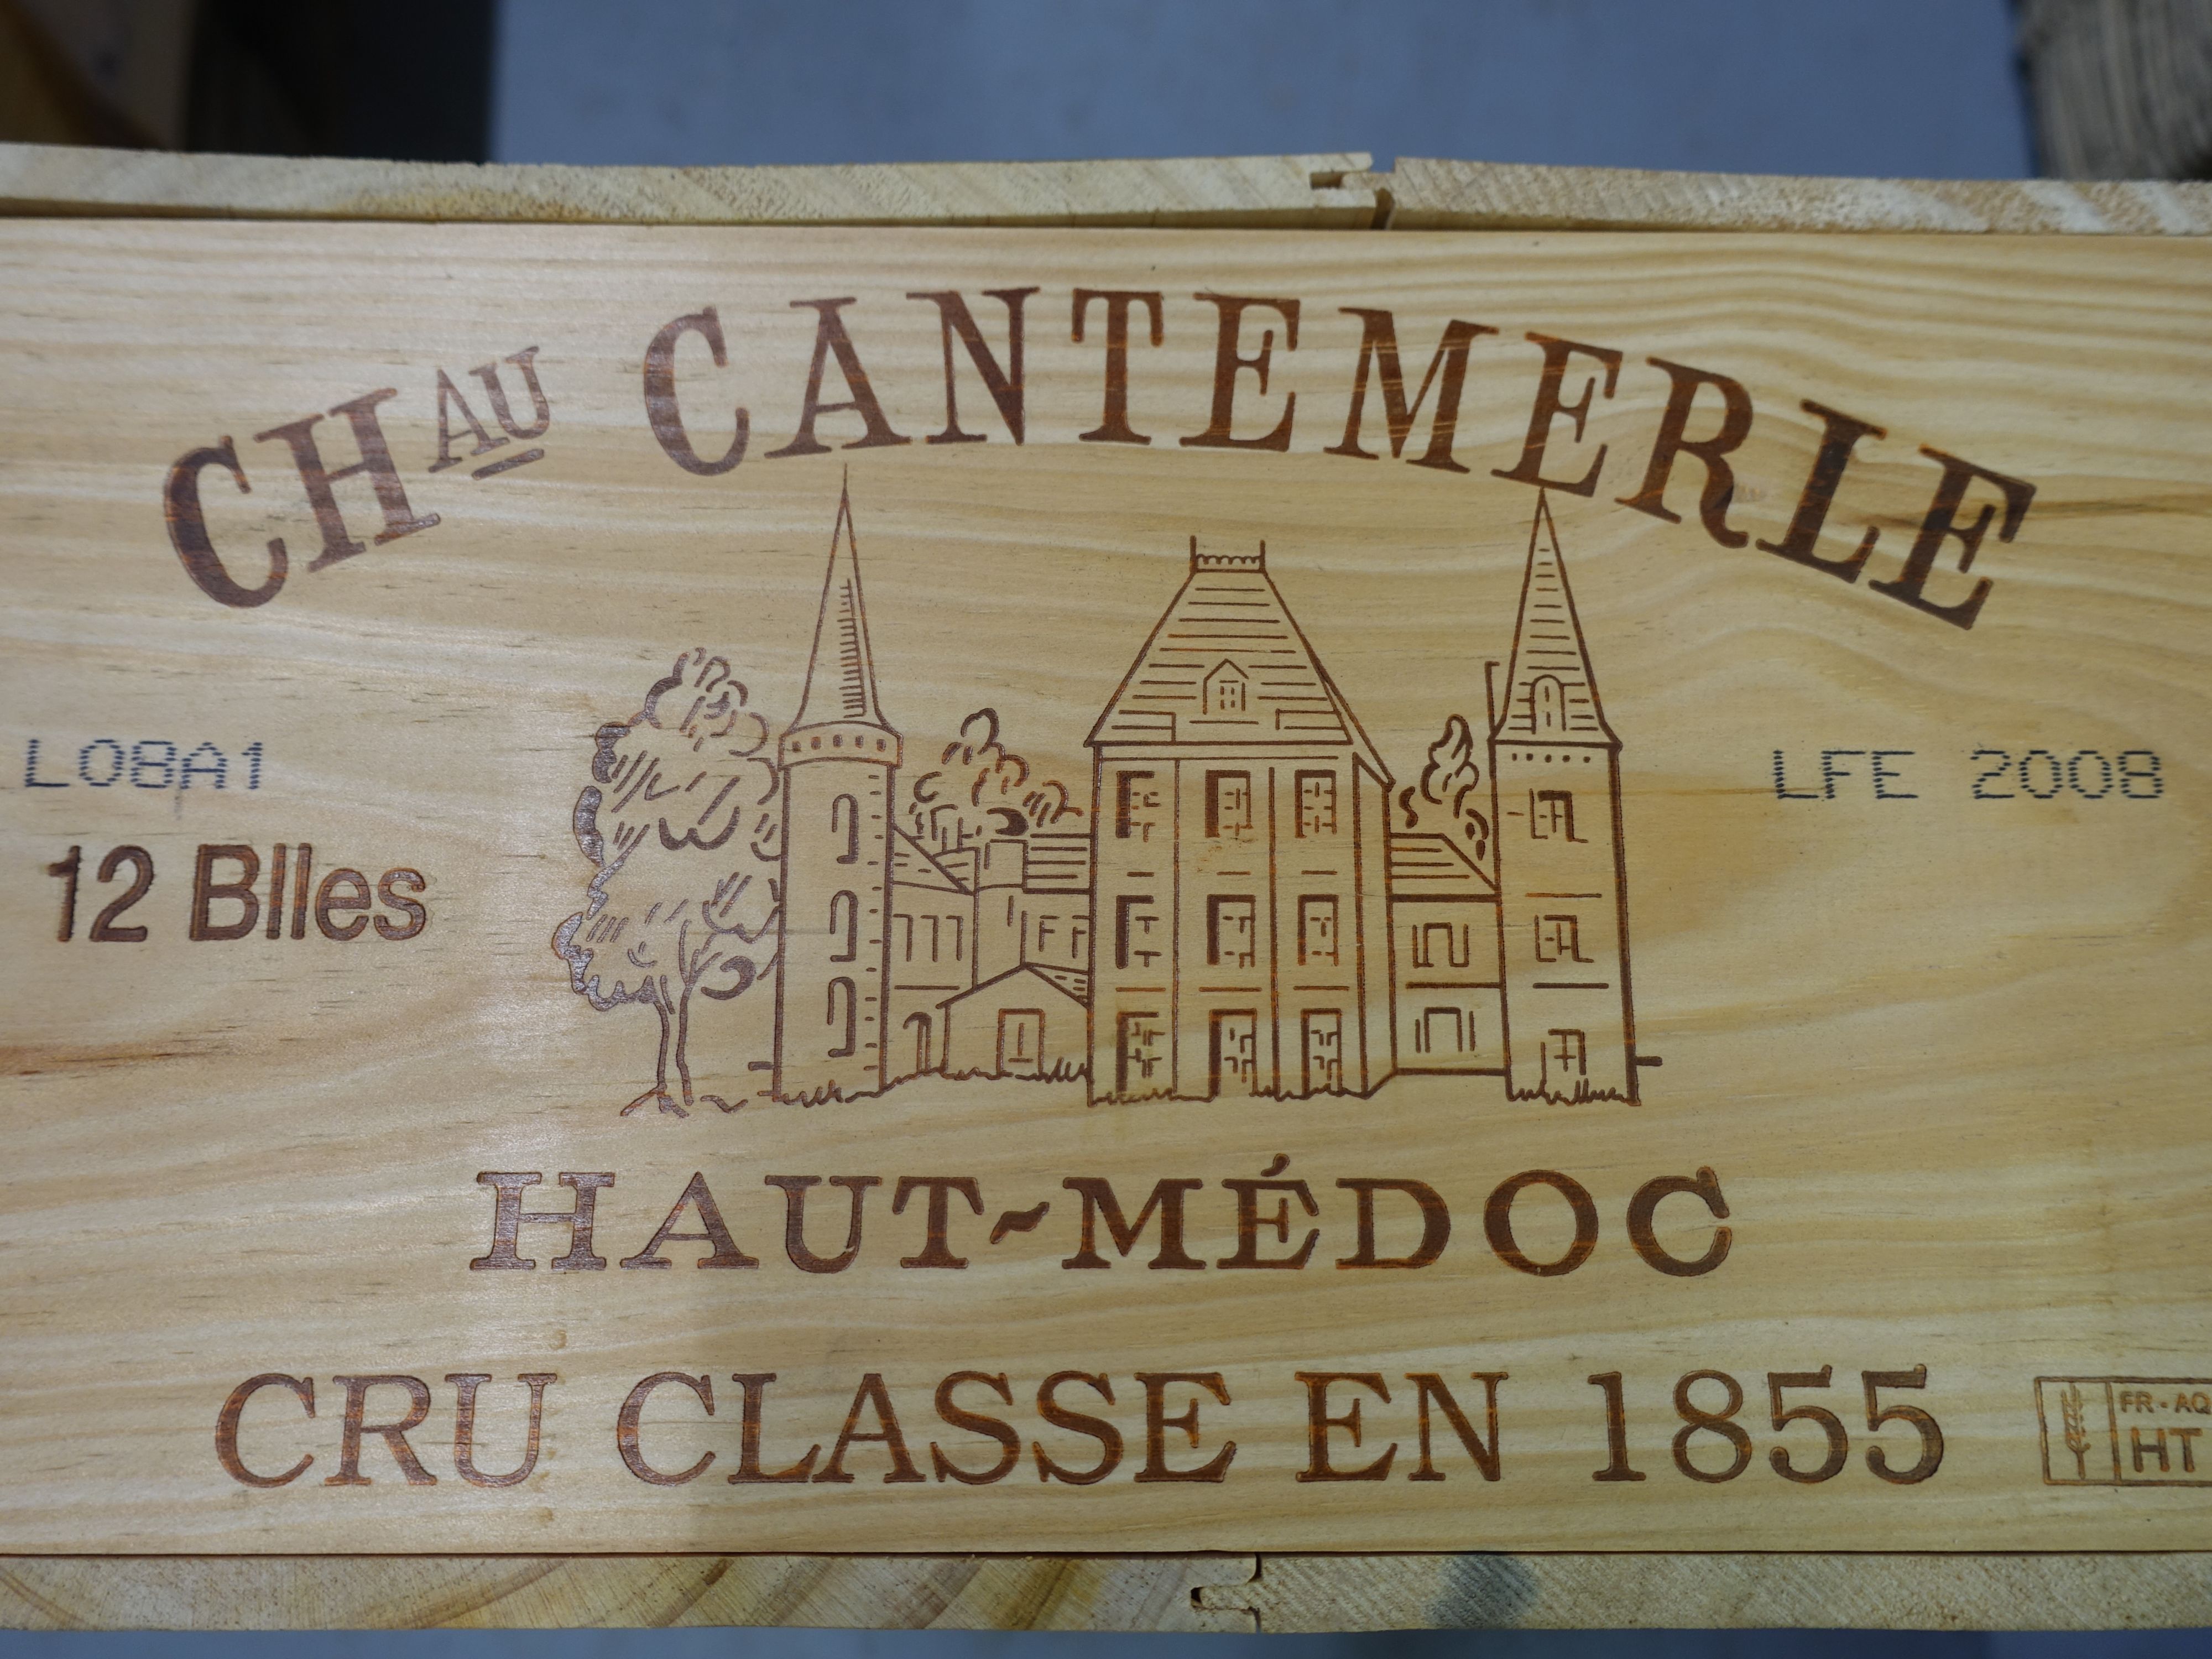 CHAU CANTEMERLE
L08A1
LFE 2008
12 Blles
HAUT-MÉDOC
CRU CLASSE EN 1855
FR-AQ
HT